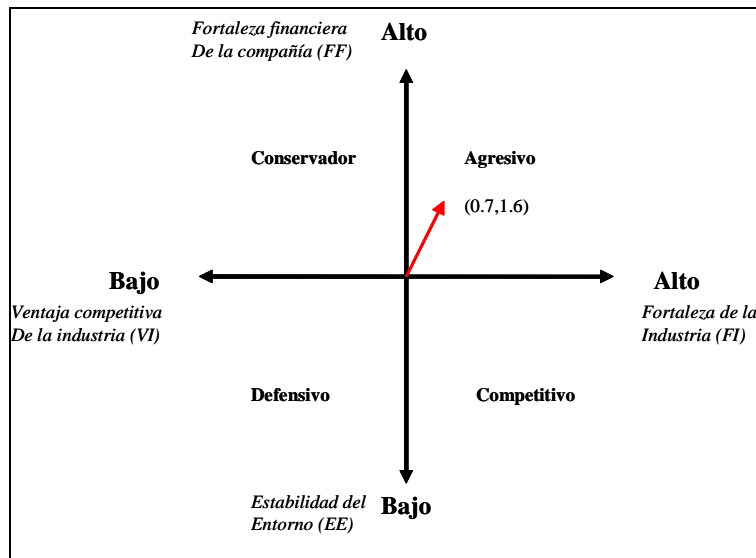 Fortaleza financiera
De la compañía (FF)
Alto
Conservador
Agresivo
(0.7,1.6)
Bajo
Alto
Ventaja competitiva
De la industria (VI)
Fortaleza de la
Industria (FI)
Defensivo
Competitivo
Estabilidad del
Entorno (EE)
Bajo